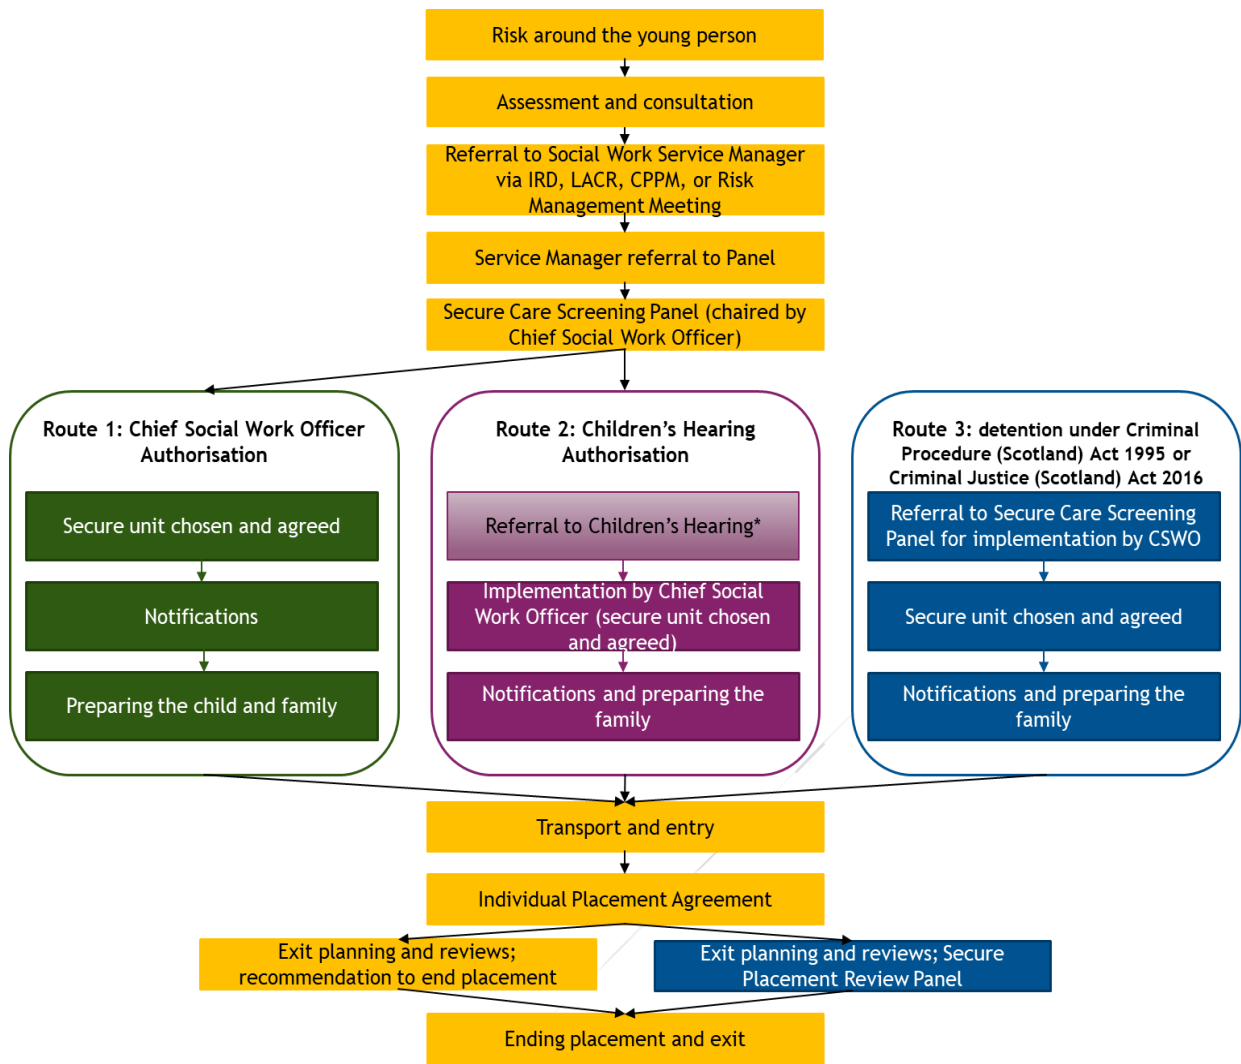 Risk around the young person
Assessment and consultation
Referral to Social Work Service Manager
via IRD, LACR, CPPM, or Risk
Management Meeting
Service Manager referral to Panel
Secure Care Screening Panel (chaired by
Chief Social Work Officer)
Route 1: Chief Social Work Officer
Authorisation
Secure unit chosen and agreed
Notifications
Preparing the child and family
Route 2: Children’s Hearing
Authorisation
Referral to Children’s Hearing*
Implementation by Chief Social
Work Officer (secure unit chosen
and agreed)
Notifications and preparing the
family
Route 3: detention under Criminal
Procedure (Scotland) Act 1995 or
Criminal Justice (Scotland) Act 2016
Referral to Secure Care Screening
Panel for implementation by CSWO
Secure unit chosen and agreed
Notifications and preparing the
family
Transport and entry
Individual Placement Agreement
Exit planning and reviews;
recommendation to end placement
Exit planning and reviews; Secure
Placement Review Panel
Ending placement and exit